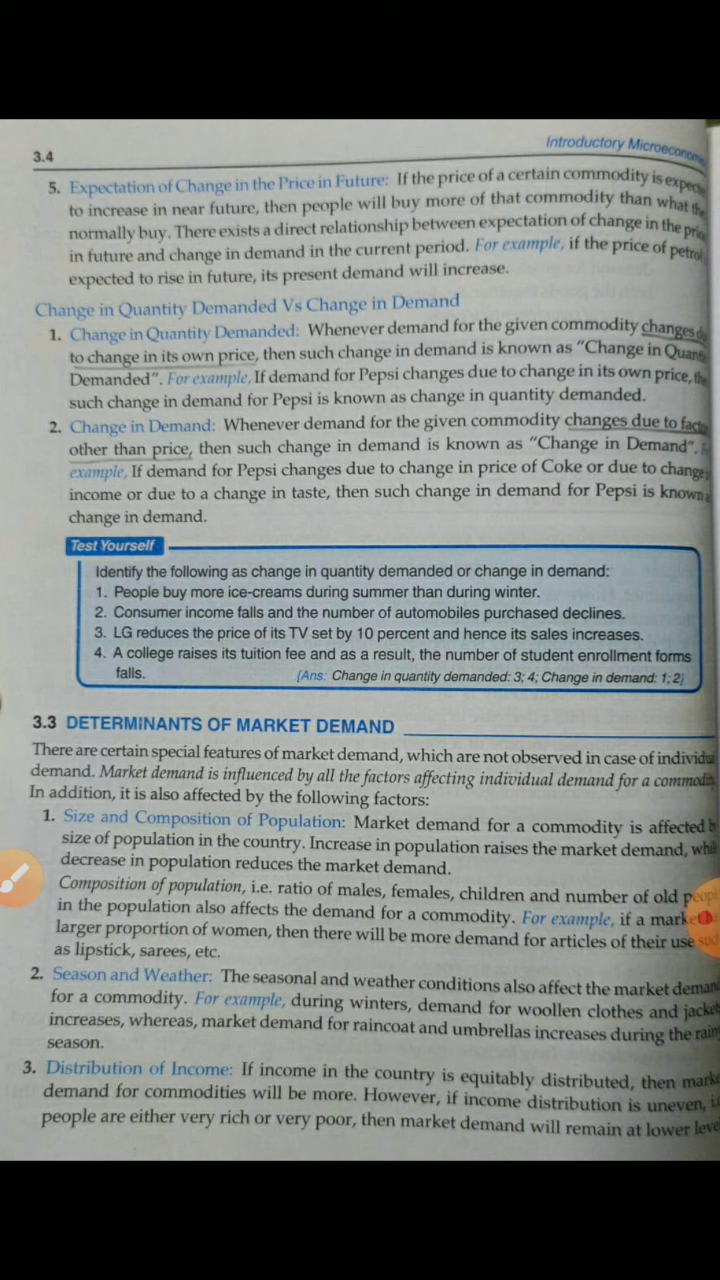 3.4
Introductory Microeconomic
5. Expectation of Change in the Price in Future: If the price of a certain commodity is
to increase in near future, then people will buy more of that commodity than what
normally buy. There exists a direct relationship between expectation of change in the
in future and change in demand in the current period. For example, if the price of petrol
expected to rise in future, its present demand will increase.
Change in Quantity Demanded Vs Change in Demand
1. Change in Quantity Demanded: Whenever demand for the given commodity changes
to change in its own price, then such change in demand is known as "Change in
Demanded". For example, If demand for Pepsi changes due to change in its own price,
such change in demand for Pepsi is known as change in quantity demanded.
2. Change in Demand: Whenever demand for the given commodity changes due to
other than price, then such change in demand is known as "Change in Demand".
example, If demand for Pepsi changes due to change in price of Coke or due to change
income or due to a change in taste, then such change in demand for Pepsi is known
change in demand.
Test Yourself
Identify the following as change in quantity demanded or change in demand:
1. People buy more ice-creams during summer than during winter.
2. Consumer income falls and the number of automobiles purchased declines.
3. LG reduces the price of its TV set by 10 percent and hence its sales increases.
4. A college raises its tuition fee and as a result, the number of student enrollment forms
falls. {Ans: Change in quantity demanded: 3; 4; Change in demand: 1; 2}
3.3 DETERMINANTS OF MARKET DEMAND
There are certain special features of market demand, which are not observed in case of
demand. Market demand is influenced by all the factors affecting individual demand for a
In addition, it is also affected by the following factors:
1. Size and Composition of Population: Market demand for a commodity is affected
size of population in the country. Increase in population raises the market demand,
decrease in population reduces the market demand.
Composition of population, i.e. ratio of males, females, children and number of old
in the population also affects the demand for a commodity. For example, if a
larger proportion of women, then there will be more demand for articles of their use
as lipstick, sarees, etc.
2. Season and Weather: The seasonal and weather conditions also affect the market
for a commodity. For example, during winters, demand for woollen clothes and
increases, whereas, market demand for raincoat and umbrellas increases during the
season.
3. Distribution of Income: If income in the country is equitably distributed, then
demand for commodities will be more. However, if income distribution is uneven,
people are either very rich or very poor, then market demand will remain at lower